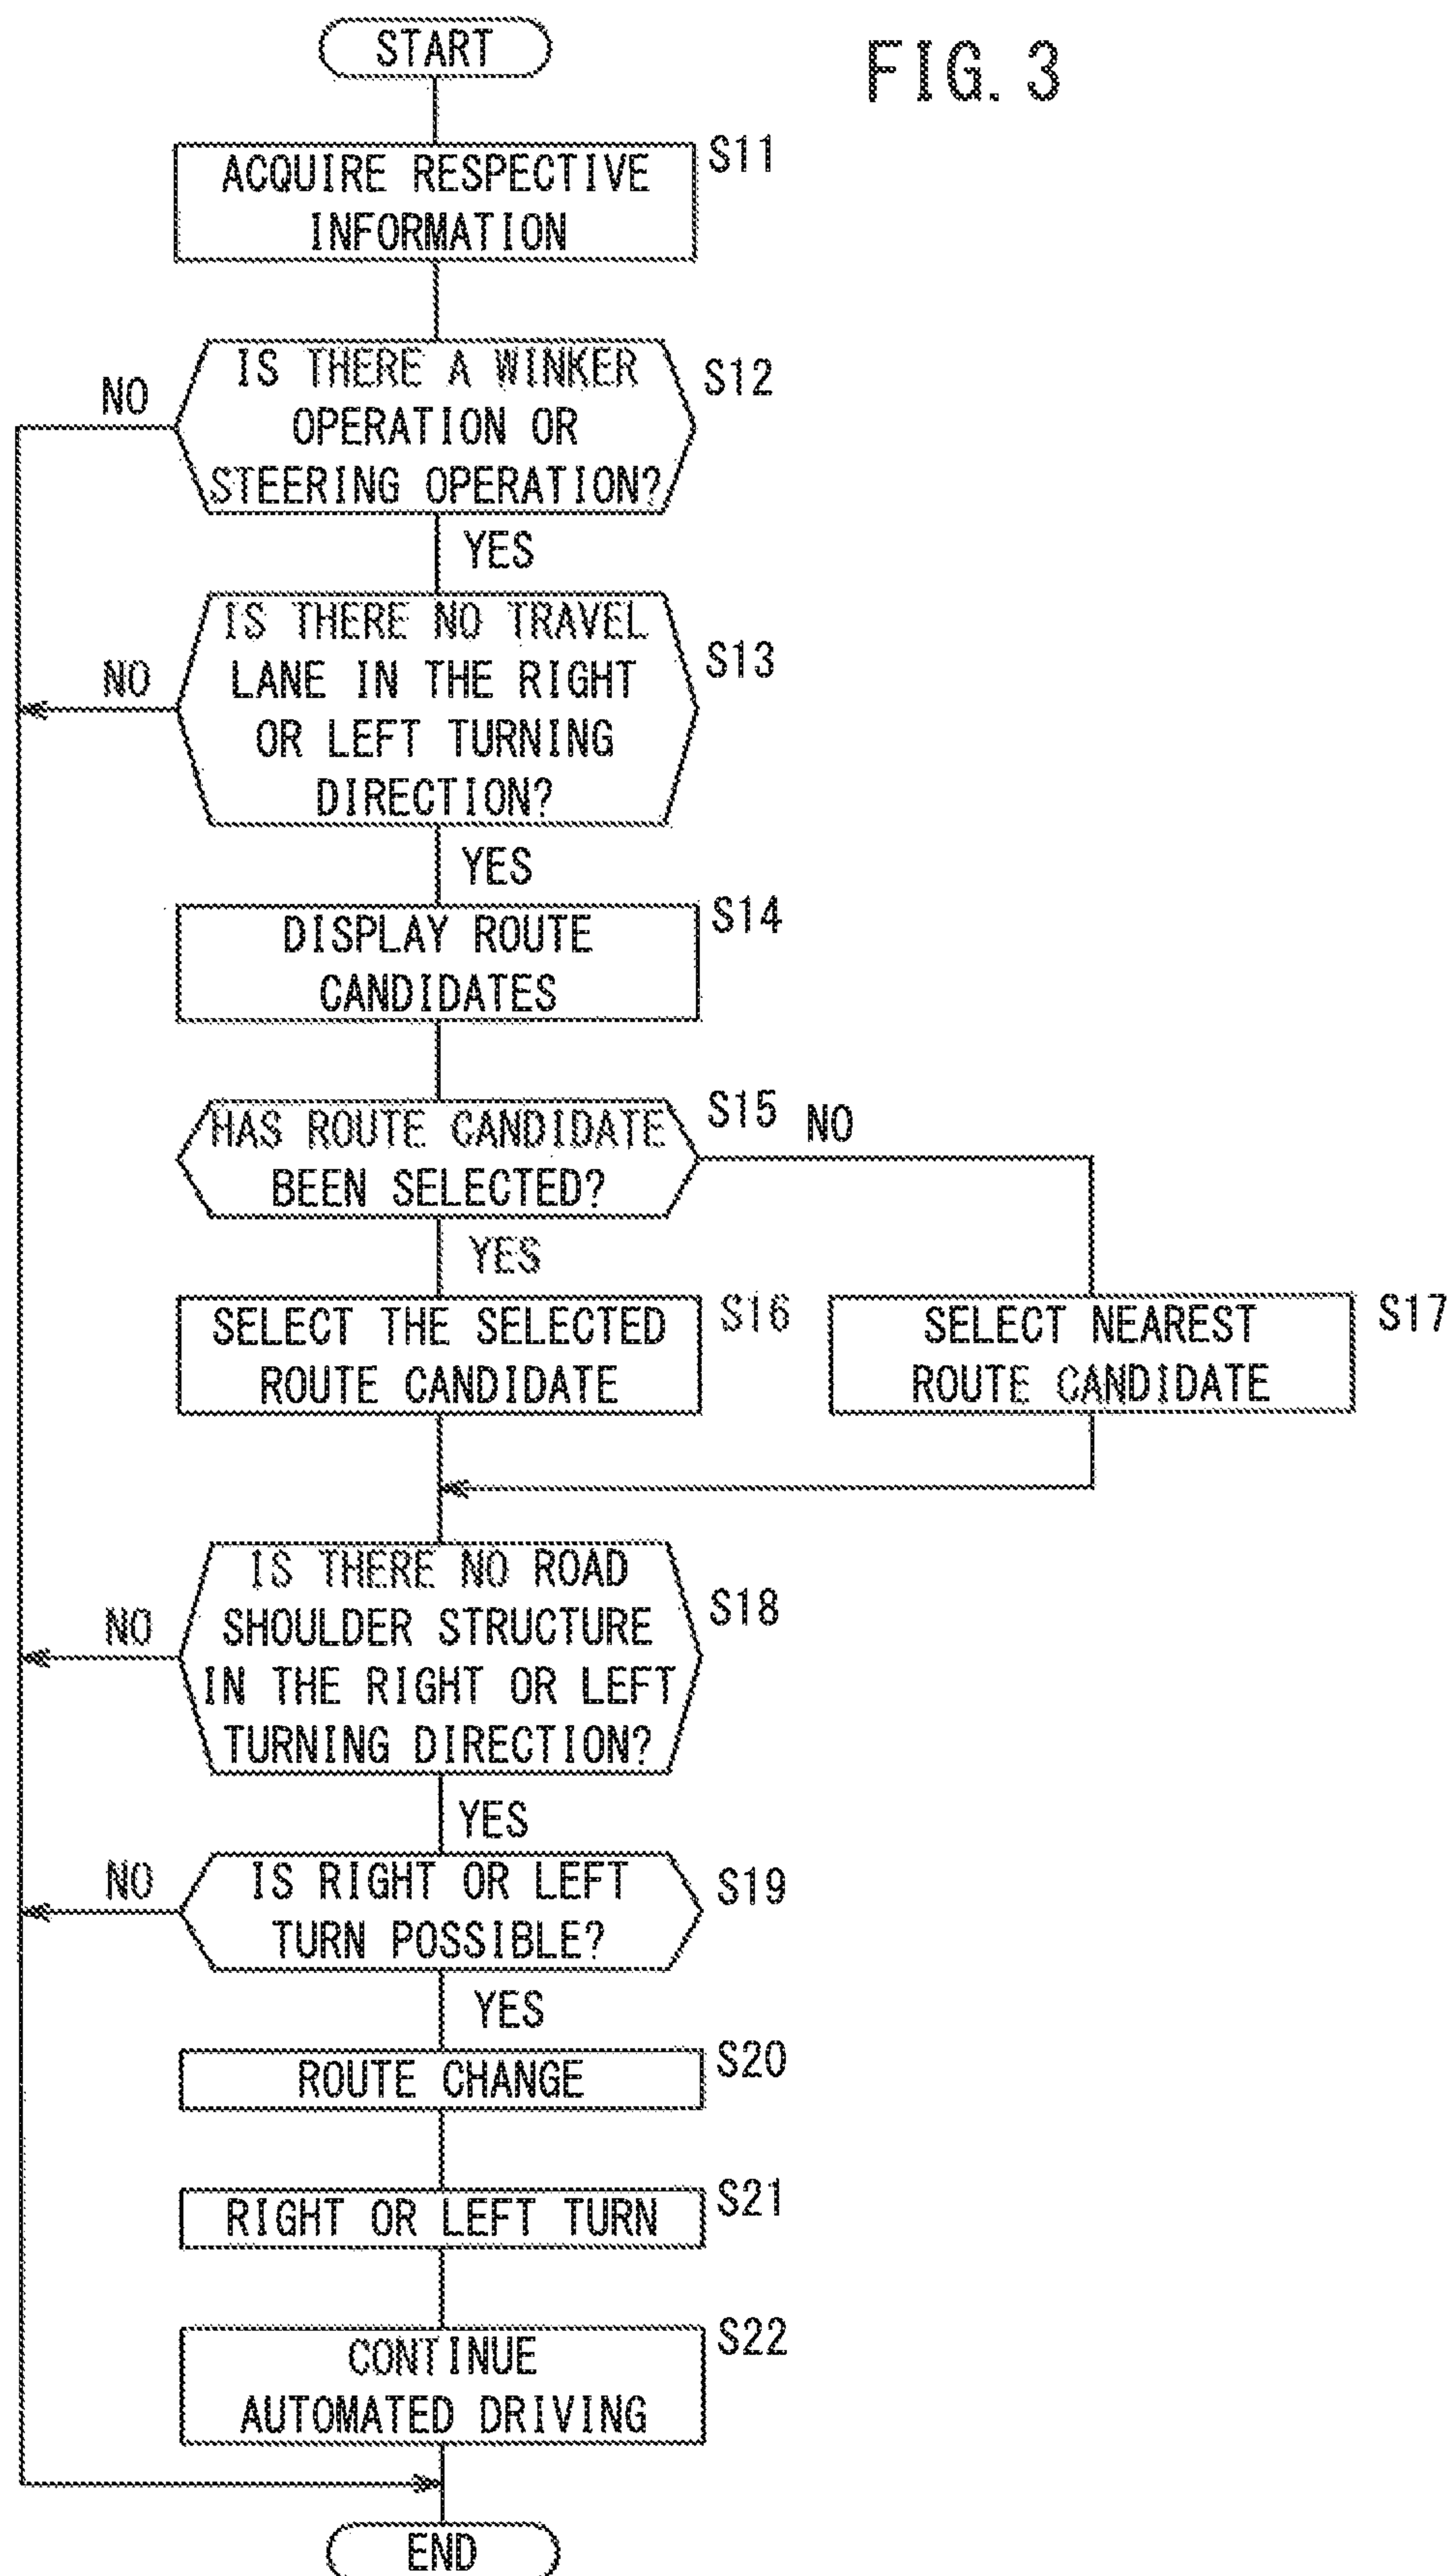 START
FIG. 3
ACQUIRE RESPECTIVE
INFORMATION
S11
IS THERE A WINKER
OPERATION OR
STEERING OPERATION?
S12
NO
YES
IS THERE NO TRAVEL
LANE IN THE RIGHT
OR LEFT TURNING
DIRECTION?
S13
NO
YES
DISPLAY ROUTE
CANDIDATES
S14
HAS ROUTE CANDIDATE
BEEN SELECTED?
S15
NO
YES
SELECT THE SELECTED
ROUTE CANDIDATE
S16
SELECT NEAREST
ROUTE CANDIDATE
S17
IS THERE NO ROAD
SHOULDER STRUCTURE
IN THE RIGHT OR LEFT
TURNING DIRECTION?
S18
NO
YES
IS RIGHT OR LEFT
TURN POSSIBLE?
S19
NO
YES
ROUTE CHANGE
S20
RIGHT OR LEFT TURN
S21
CONTINUE
AUTOMATED DRIVING
S22
END